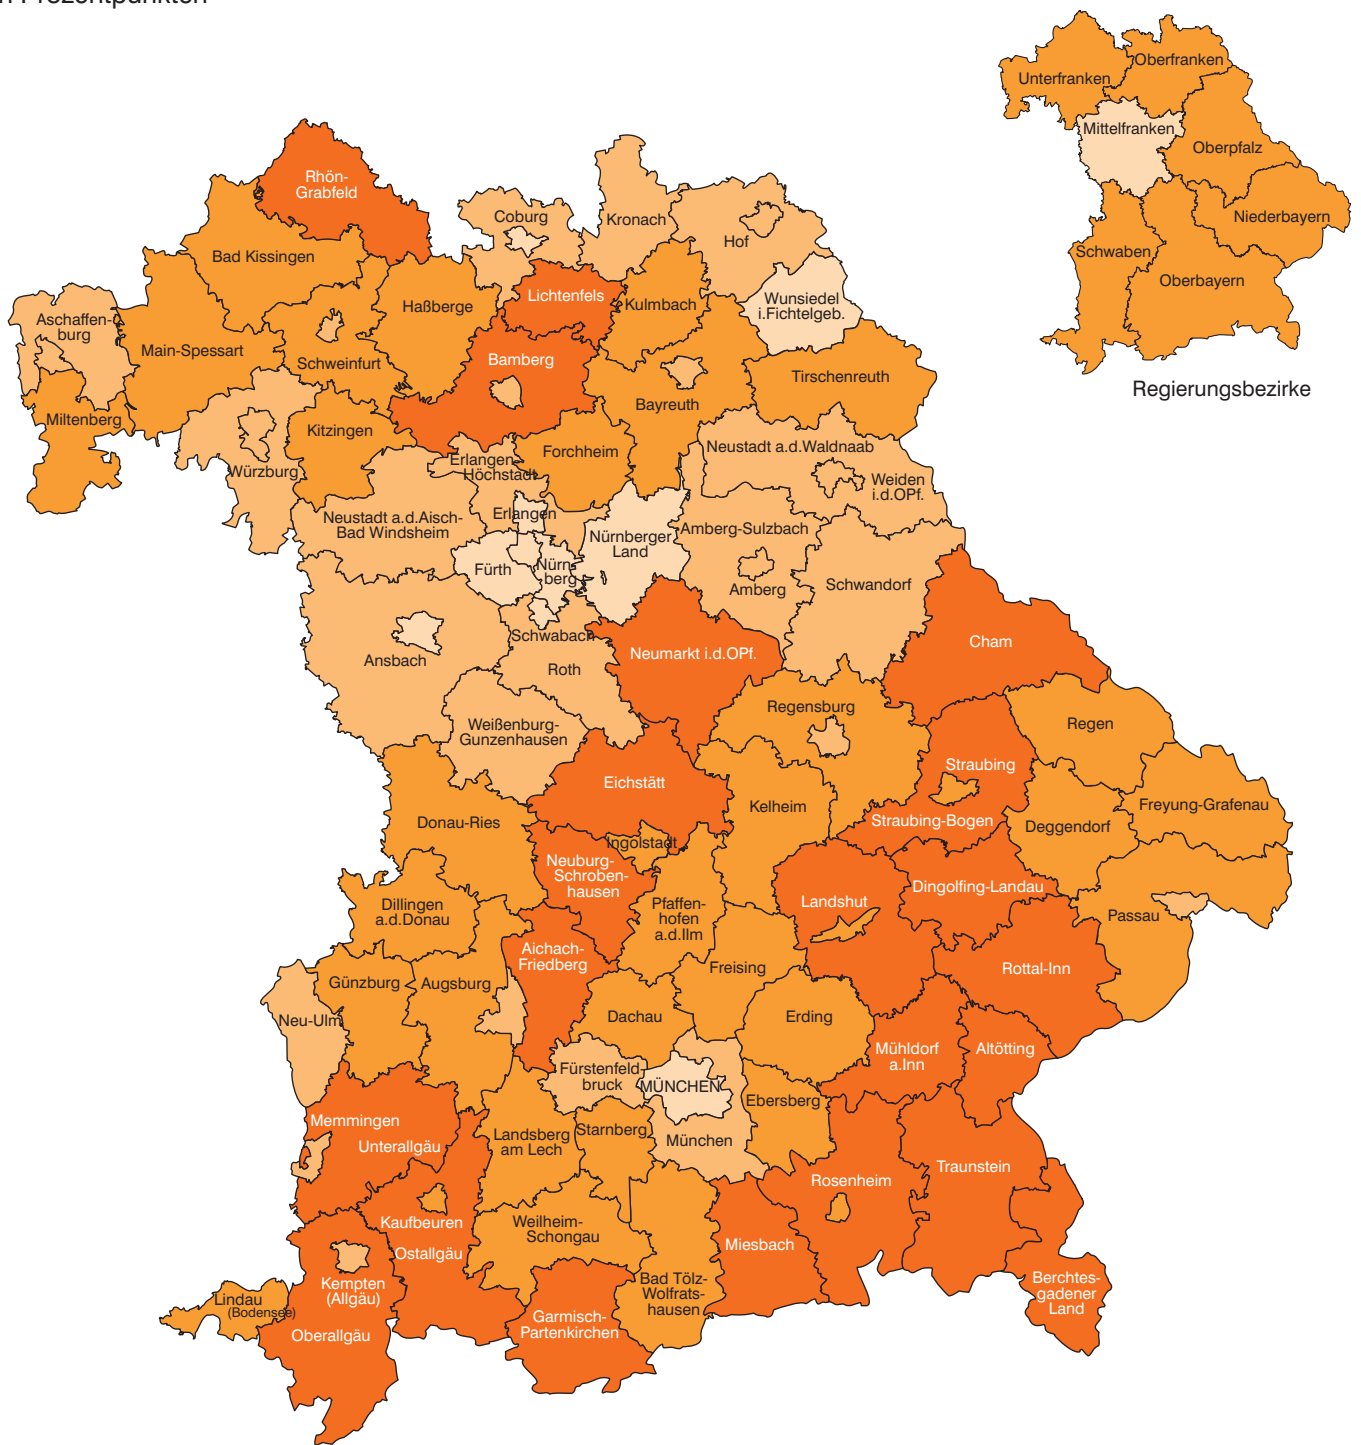 Prozentpunkten
Unterfranken
Oberfranken
Mittelfranken
Oberpfalz
Niederbayern
Schwaben
Oberbayern
Regierungsbezirke
Rhön-
Grabfeld
Coburg
Kronach
Hof
Bad Kissingen
Haßberge
Lichtenfels
Kulmbach
Wunsiedel
i.Fichtelgeb.
Aschaffen-
burg
Main-Spessart
Schweinfurt
Bamberg
Tirschenreuth
Bayreuth
Miltenberg
Kitzingen
Würzburg
Forchheim
Erlangen-
Höchstadt
Neustadt a.d.Waldnaab
Weiden
i.d.OPf.
Neustadt a.d.Aisch-
Bad Windsheim
Erlangen
Nürnberger
Land
Amberg-Sulzbach
Fürth
Nürn-
berg
Amberg
Schwandorf
Schwabach
Roth
Ansbach
Neumarkt i.d.OPf.
Cham
Weißenburg-
Gunzenhausen
Regensburg
Regen
Eichstätt
Straubing
Kelheim
Freyung-Grafenau
Donau-Ries
Straubing-Bogen
Deggendorf
Ingolstadt
Neuburg-
Schroben-
hausen
Dingolfing-Landau
Dillingen
a.d.Donau
Pfaffen-
hofen
a.d.Ilm
Landshut
Passau
Aichach-
Friedberg
Freising
Rottal-Inn
Günzburg
Augsburg
Neu-Ulm
Dachau
Erding
Mühldorf
a.Inn
Altötting
Fürstenfeld
bruck
MÜNCHEN
Ebersberg
Memmingen
Unterallgäu
Landsberg
am Lech
Starnberg
München
Traunstein
Rosenheim
Kaufbeuren
Ostallgäu
Weilheim-
Schongau
Miesbach
Kempten
(Allgäu)
Bad Tölz-
Wolfrats-
hausen
Berchtes-
gadener
Land
Lindau
(Bodensee)
Oberallgäu
Garmisch-
Partenkirchen